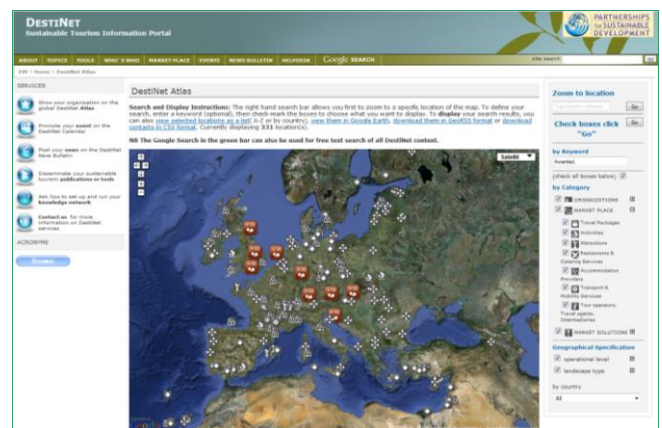 DESTINET
Sustainable Tourism Information Portal
PARTNERSHIPS
for SUSTAINABLE
DEVELOPMENT
ABOUT TOPICS TOOLS WHO´S WHO MARKET PLACE EVENTS NEWS BULLETIN HELPDESK Google SEARCH
site search
Go
Home » DestiNet Atlas
SERVICES
Show your organisation on the
global DestiNet Atlas
Promote your event on the
DestiNet Calendar
Post your news on the DestiNet
News Bulletin
Disseminate your sustainable
tourism publications or tools
Ask how to set up and run your
knowledge network
Contact us for more
information on DestiNet
services
ACRONYMS
Browse
DestiNet Atlas
Search and Display Instructions: The right hand search bar allows you first to zoom to a specific location of the map. To define your
search, enter a keyword (optional), then check-mark the boxes to choose what you want to display. To display your search results, you
can also view selected locations as a list( A-Z or by country), view them in Google Earth, download them in GeoRSS format or download
contacts in CSV format. Currently displaying 331 location(s).
NB The Google Search in the green bar can also be used for free text search of all DestiNet content.
Satelit
Zoom to location
Go
Check boxes click
"Go"
Go
by Keyword
Awarded,
(check all boxes below)
by Category
ORGANIZATIONS
MARKET PLACE
Travel Packages
Activities
Attractions
Restaurants &
Catering Services
Accommodation
Providers
Transport &
Mobility Services
Tour operators,
Travel agents,
Intermediaries
MARKET SOLUTIONS
Geographical Specification
operational level
landscape type
by country
All